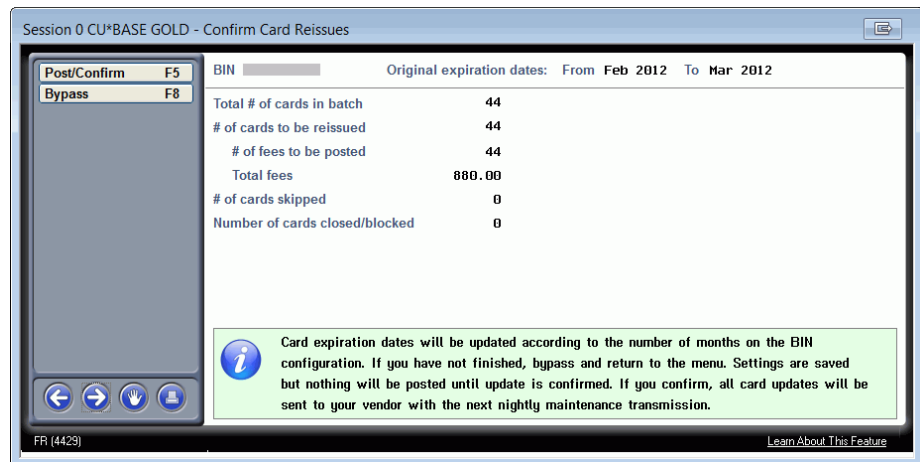 Session 0 CU*BASE GOLD - Confirm Card Reissues
Post/Confirm F5
Bypass F8
BIN Original expiration dates: From Feb 2012 To Mar 2012
Total # of cards in batch 44
# of cards to be reissued 44
# of fees to be posted 44
Total fees 880.00
# of cards skipped 0
Number of cards closed/blocked 0
Card expiration dates will be updated according to the number of months on the BIN
configuration. If you have not finished, bypass and return to the menu. Settings are saved
but nothing will be posted until update is confirmed. If you confirm, all card updates will be
sent to your vendor with the next nightly maintenance transmission.
FR (4429) Learn About This Feature